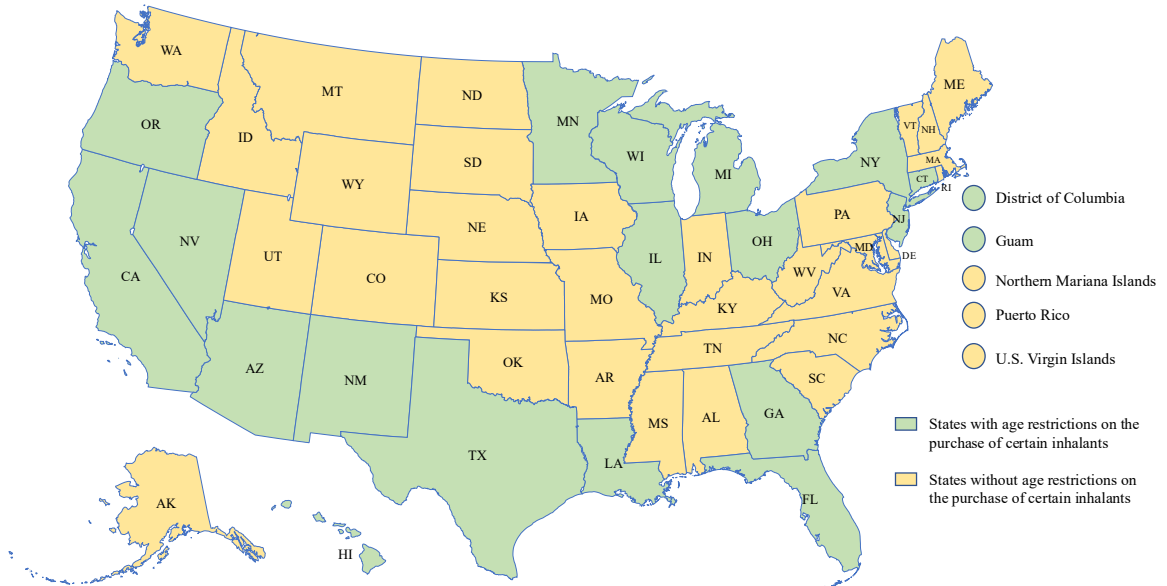 WA
MT
ND
MN
ME
VT
NH
OR
ID
SD
WI
MI
NY
MA
CT
RI
WY
IA
NE
PA
NJ
NV
UT
CO
IL
IN
OH
MD
DE
WV
VA
CA
KS
MO
KY
NC
TN
AZ
NM
OK
AR
SC
MS
AL
GA
TX
LA
FL
AK
HI
District of Columbia
Guam
Northern Mariana Islands
Puerto Rico
U.S. Virgin Islands
States with age restrictions on the
purchase of certain inhalants
States without age restrictions on
the purchase of certain inhalants